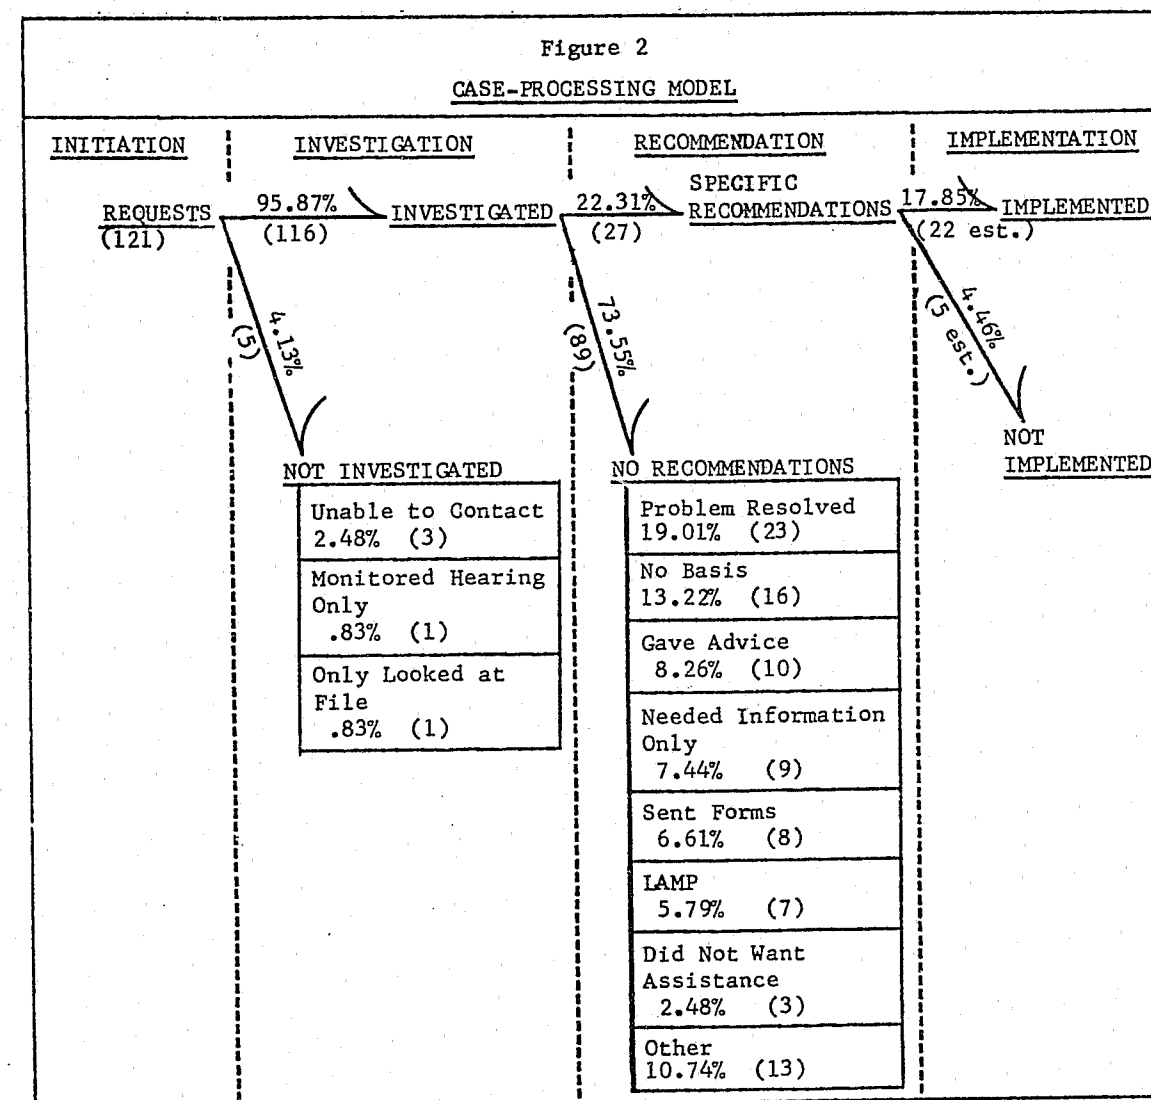 Figure 2
CASE-PROCESSING MODEL
INITIATION
INVESTIGATION
RECOMMENDATION
IMPLEMENTATION
REQUESTS
(121)
95.87%
(116)
INVESTIGATED
22.31%
(27)
SPECIFIC
RECOMMENDATIONS
17.85%
(22 est.)
IMPLEMENTED
4.13%
(5)
73.55%
(89)
4.46%
(5 est.)
NOT INVESTIGATED
Unable to Contact
2.48% (3)
Monitored Hearing
Only
.83% (1)
Only Looked at
File
.83% (1)
NO RECOMMENDATIONS
Problem Resolved
19.01% (23)
No Basis
13.22% (16)
Gave Advice
8.26% (10)
Needed Information
Only
7.44% (9)
Sent Forms
6.61% (8)
LAMP
5.79% (7)
Did Not Want
Assistance
2.48% (3)
Other
10.74% (13)
NOT
IMPLEMENTED